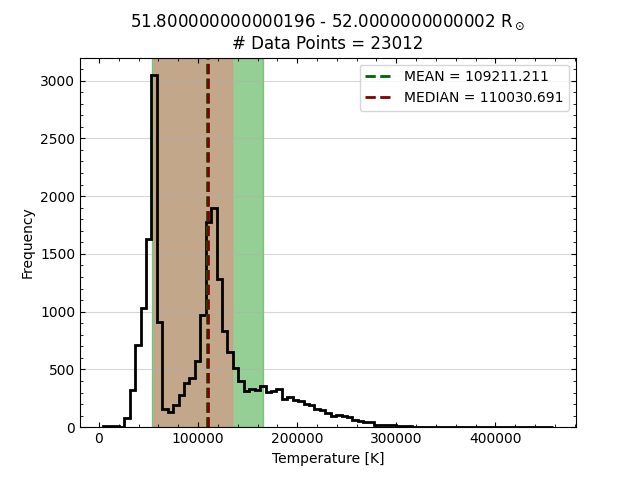 51.800000000000196 - 52.0000000000002 R⊙
# Data Points = 23012
MEAN = 109211.211
MEDIAN = 110030.691
Frequency
3000
2500
2000
1500
1000
500
0
0 100000 200000 300000 400000
Temperature [K]